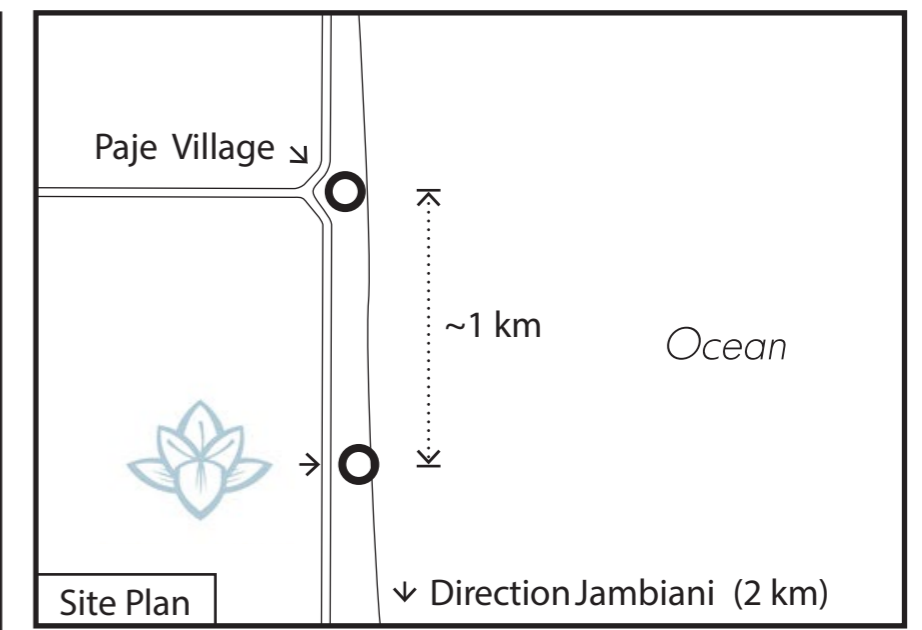 Paje Village
~1 km
Ocean
Direction Jambiani (2 km)
Site Plan